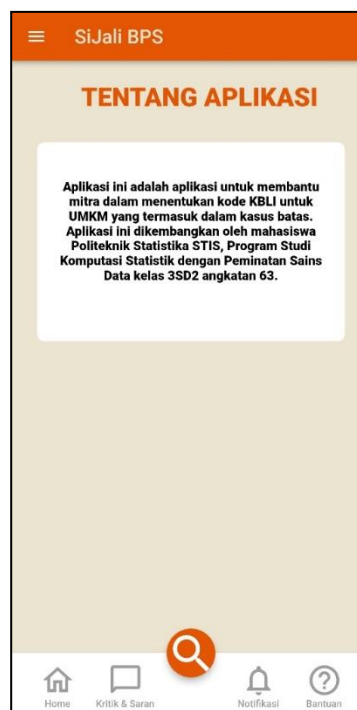 SiJali BPS
TENTANG APLIKASI
Aplikasi ini adalah aplikasi untuk membantu
mitra dalam menentukan kode KBLI untuk
UMKM yang termasuk dalam kasus batas.
Aplikasi ini dikembangkan oleh mahasiswa
Politeknik Statistika STIS, Program Studi
Komputasi Statistik dengan Peminatan Sains
Data kelas 3SD2 angkatan 63.
Home
Kritik & Saran
Notifikasi
Bantuan